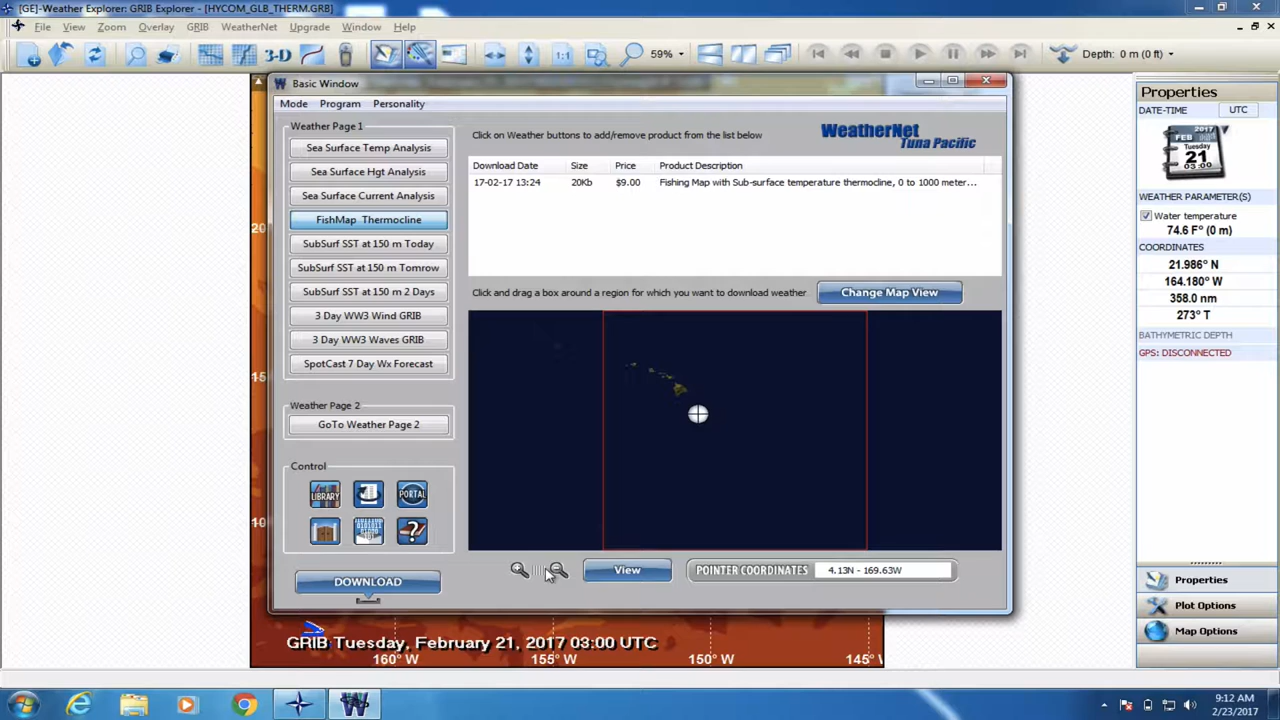 [GE]-Weather Explorer: GRIB Explorer - [HYCOM_GLB_THERM.GRB]
File View Zoom Overlay GRIB WeatherNet Upgrade Window Help
3-D 1:1 59% Depth: 0 m (0 ft)
Basic Window
Mode Program Personality
Weather Page 1
Sea Surface Temp Analysis
Sea Surface Hgt Analysis
Sea Surface Current Analysis
FishMap Thermocline
SubSurf SST at 150 m Today
SubSurf SST at 150 m Tomrow
SubSurf SST at 150 m 2 Days
3 Day WW3 Wind GRIB
3 Day WW3 Waves GRIB
SpotCast 7 Day Wx Forecast
Weather Page 2
GoTo Weather Page 2
Control
LIBRARY
PORTAL
?
DOWNLOAD
Click on Weather buttons to add/remove product from the list below
WeatherNet
Tuna Pacific
Download Date Size Price Product Description
17-02-17 13:24 20Kb $9.00 Fishing Map with Sub-surface temperature thermocline, 0 to 1000 meter...
Click and drag a box around a region for which you want to download weather
Change Map View
View
POINTER COORDINATES 4.13N - 169.63W
20
15
10
GRIB Tuesday, February 21, 2017 03:00 UTC
160° W 155° W 150° W 145° W
Properties
DATE-TIME UTC
FEB 2017
Tuesday
21
03:00
WEATHER PARAMETER(S)
Water temperature
74.6 F° (0 m)
COORDINATES
21.986° N
164.180° W
358.0 nm
273° T
BATHYMETRIC DEPTH
GPS: DISCONNECTED
Properties
Plot Options
Map Options
9:12 AM
2/23/2017